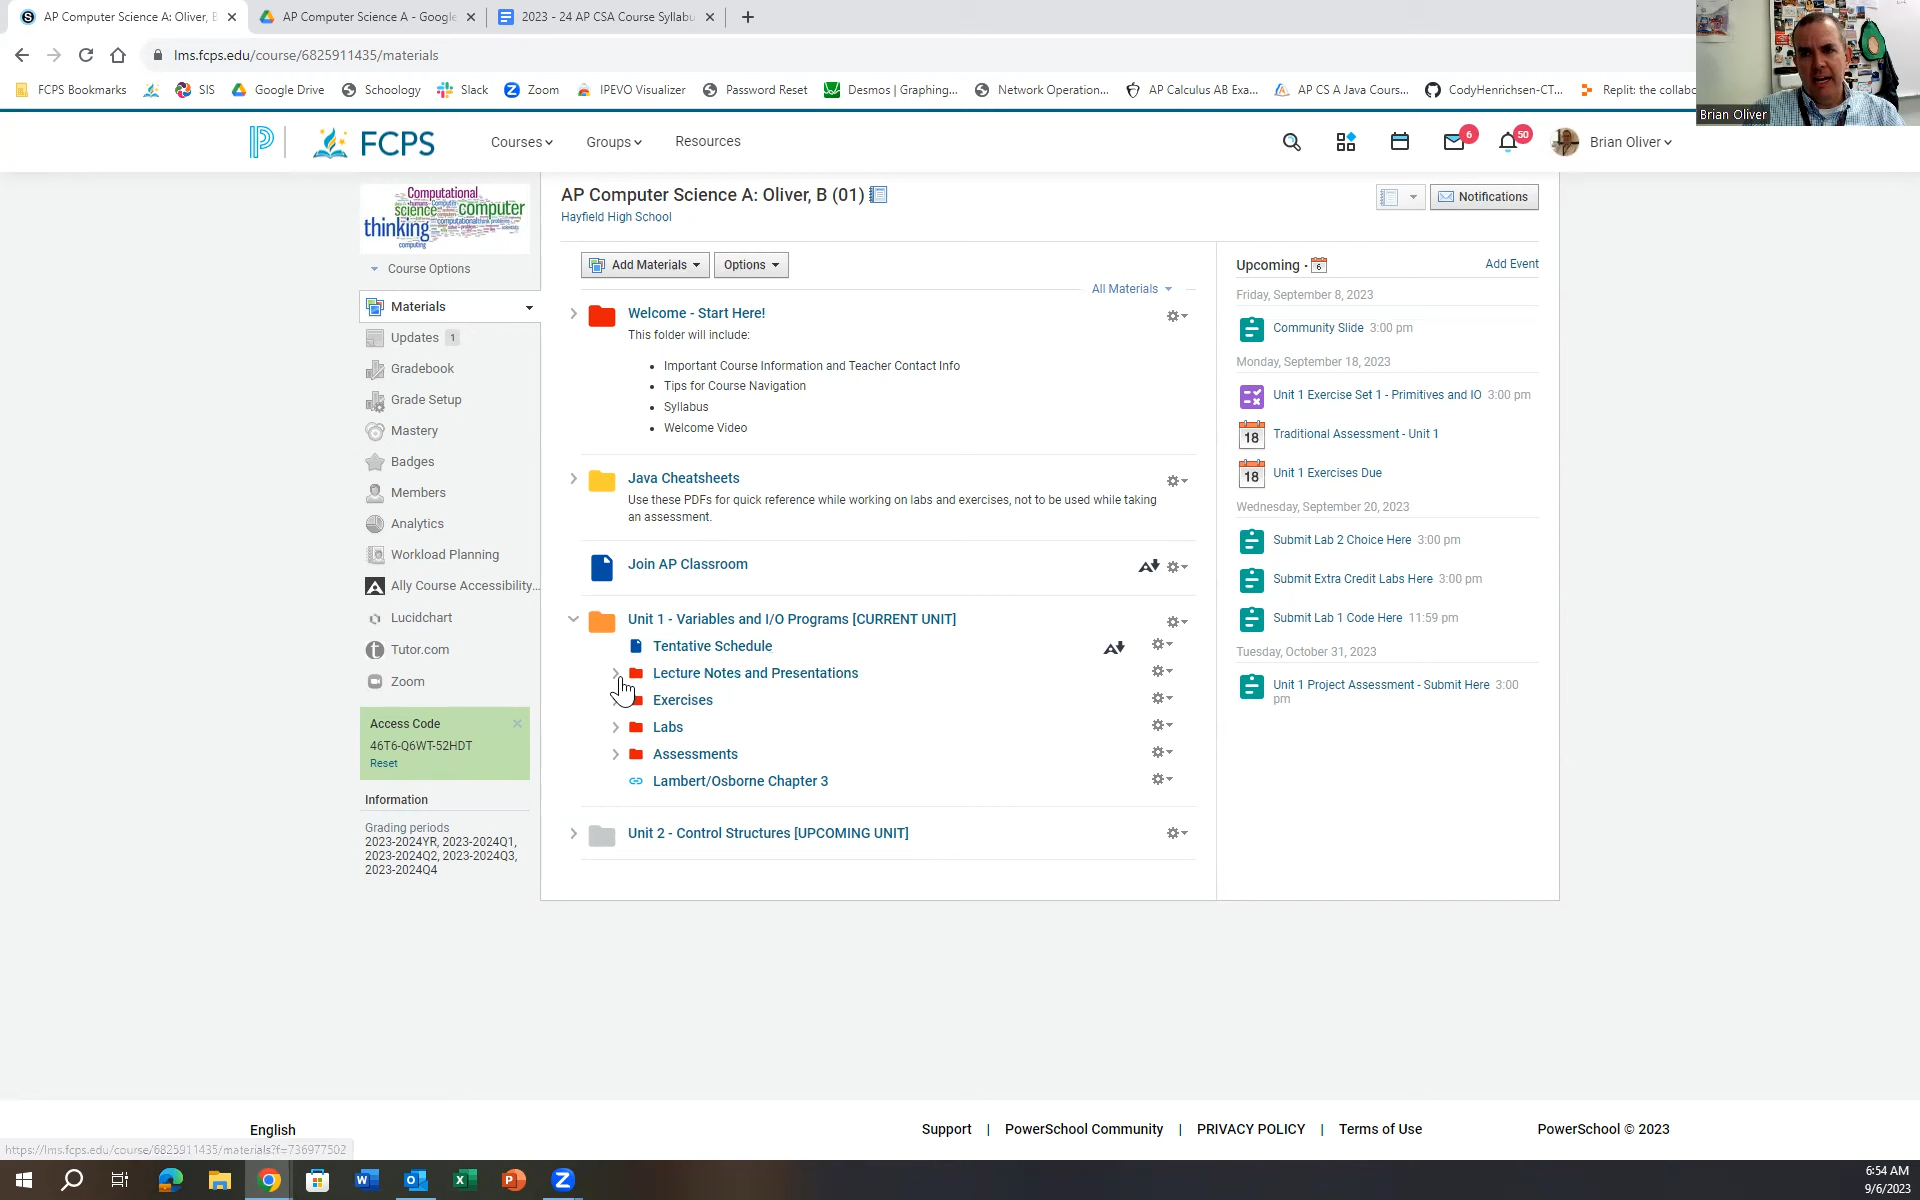 AP Computer Science A: Oliver, B
AP Computer Science A - Google
2023 - 24 AP CSA Course Syllabu
lms.fcps.edu/course/6825911435/materials
FCPS Bookmarks
SIS
Google Drive
Schoology
Slack
Zoom
IPEVO Visualizer
Password Reset
Desmos | Graphing...
Network Operation...
AP Calculus AB Exa...
AP CS A Java Cours...
CodyHenrichsen-CT...
Replit: the collabo
Brian Oliver
FCPS
Courses
Groups
Resources
6
50
Brian Oliver
Computational
science computer
thinking
computing
Course Options
Materials
Updates 1
Gradebook
Grade Setup
Mastery
Badges
Members
Analytics
Workload Planning
Ally Course Accessibility...
Lucidchart
Tutor.com
Zoom
Access Code
46T6-Q6WT-52HDT
Reset
Information
Grading periods
2023-2024YR, 2023-2024Q1,
2023-2024Q2, 2023-2024Q3,
2023-2024Q4
AP Computer Science A: Oliver, B (01)
Hayfield High School
Notifications
Add Materials
Options
All Materials
Welcome - Start Here!
This folder will include:
• Important Course Information and Teacher Contact Info
• Tips for Course Navigation
• Syllabus
• Welcome Video
Java Cheatsheets
Use these PDFs for quick reference while working on labs and exercises, not to be used while taking
an assessment.
Join AP Classroom
Unit 1 - Variables and I/O Programs [CURRENT UNIT]
Tentative Schedule
Lecture Notes and Presentations
Exercises
Labs
Assessments
Lambert/Osborne Chapter 3
Unit 2 - Control Structures [UPCOMING UNIT]
Upcoming · 6
Add Event
Friday, September 8, 2023
Community Slide 3:00 pm
Monday, September 18, 2023
Unit 1 Exercise Set 1 - Primitives and IO 3:00 pm
18 Traditional Assessment - Unit 1
18 Unit 1 Exercises Due
Wednesday, September 20, 2023
Submit Lab 2 Choice Here 3:00 pm
Submit Extra Credit Labs Here 3:00 pm
Submit Lab 1 Code Here 11:59 pm
Tuesday, October 31, 2023
Unit 1 Project Assessment - Submit Here 3:00
pm
English
Support | PowerSchool Community | PRIVACY POLICY | Terms of Use
PowerSchool © 2023
https://lms.fcps.edu/course/6825911435/materials?f=736977502
6:54 AM
9/6/2023